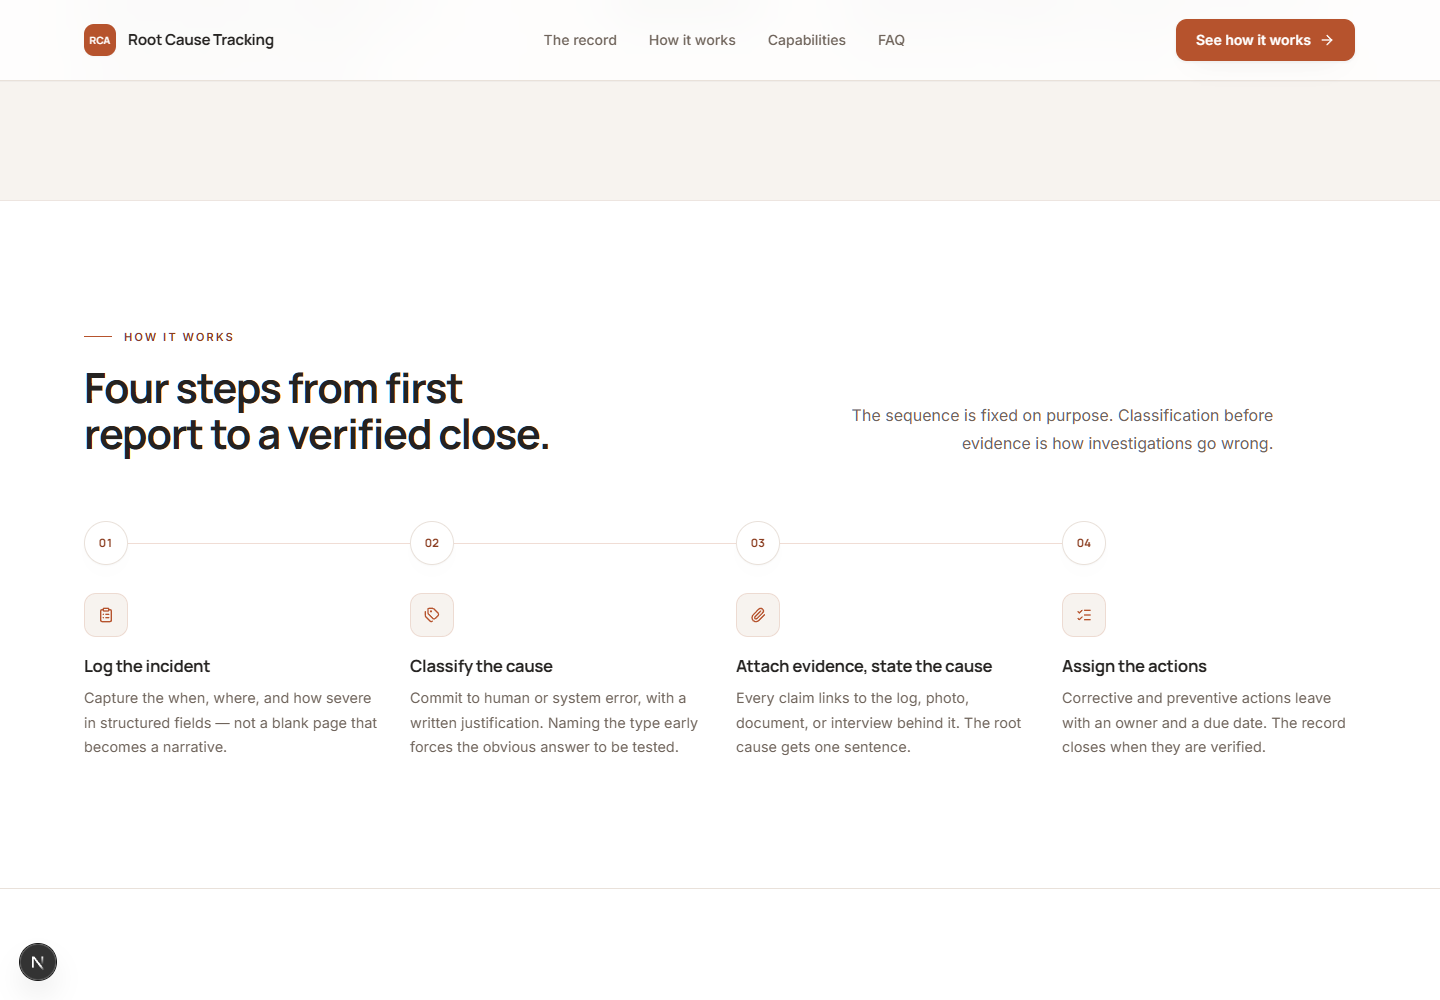 RCA
Root Cause Tracking
The record
How it works
Capabilities
FAQ
See how it works
HOW IT WORKS
Four steps from first
report to a verified close.
The sequence is fixed on purpose. Classification before
evidence is how investigations go wrong.
01
02
03
04
Log the incident
Capture the when, where, and how severe
in structured fields — not a blank page that
becomes a narrative.
Classify the cause
Commit to human or system error, with a
written justification. Naming the type early
forces the obvious answer to be tested.
Attach evidence, state the cause
Every claim links to the log, photo,
document, or interview behind it. The root
cause gets one sentence.
Assign the actions
Corrective and preventive actions leave
with an owner and a due date. The record
closes when they are verified.
N